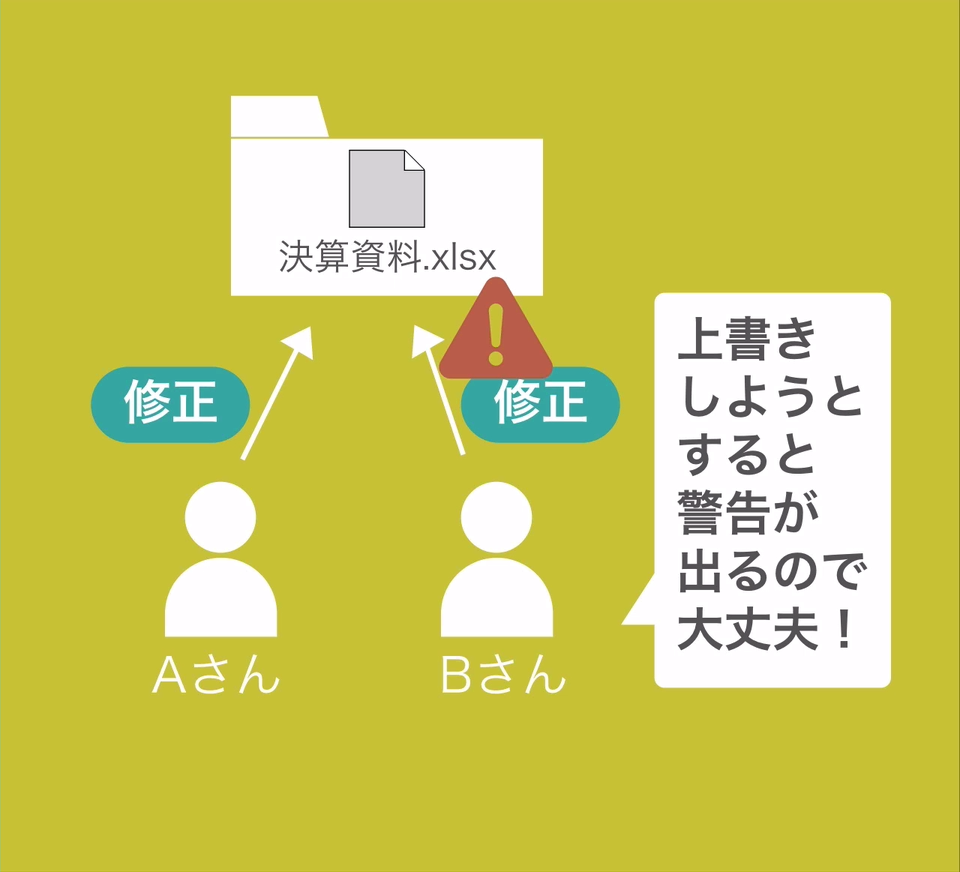 決算資料.xlsx
修正
修正
上書き
しようと
すると
警告が
出るので
大丈夫！
Aさん
Bさん